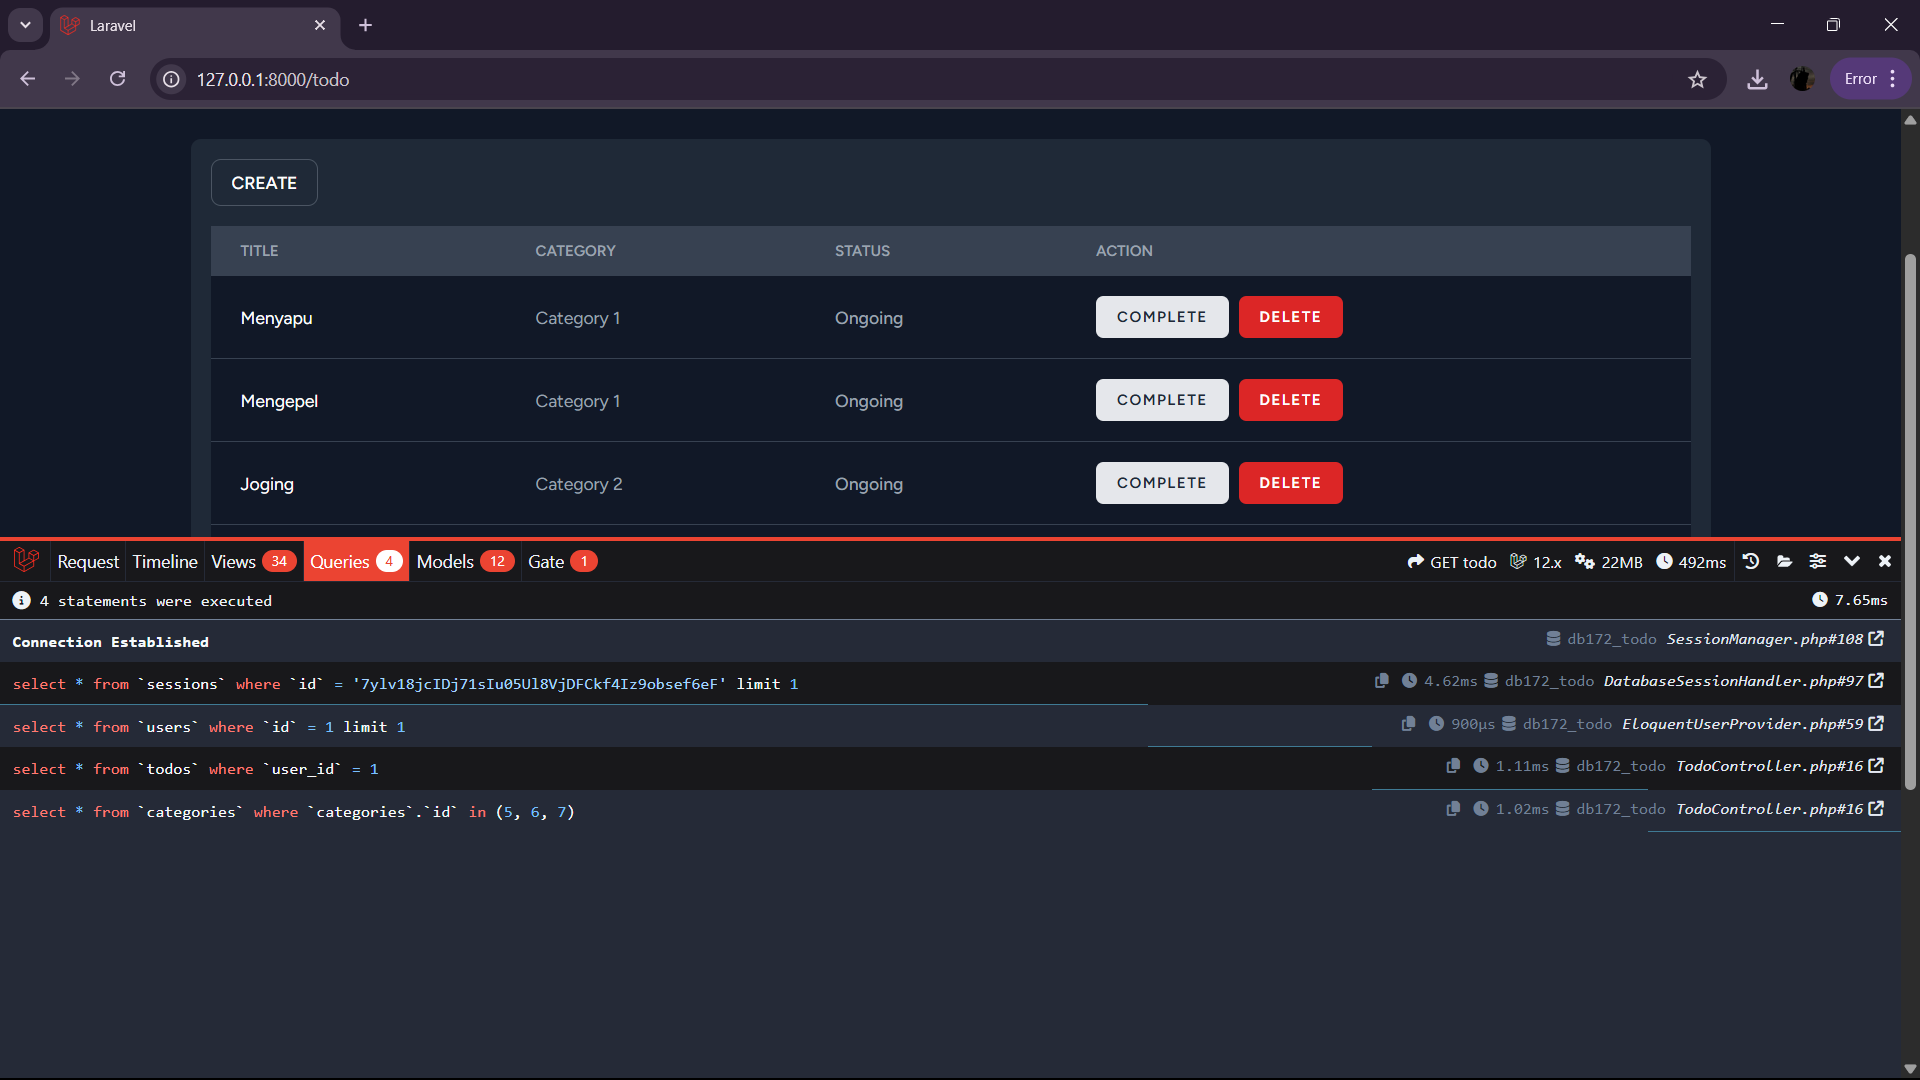 Laravel
127.0.0.1:8000/todo
Error
CREATE
TITLE CATEGORY STATUS ACTION
Menyapu Category 1 Ongoing COMPLETE DELETE
Mengepel Category 1 Ongoing COMPLETE DELETE
Joging Category 2 Ongoing COMPLETE DELETE
Request Timeline Views 34 Queries 4 Models 12 Gate 1 GET todo 12.x 22MB 492ms
4 statements were executed 7.65ms
Connection Established db172_todo SessionManager.php#108
select * from `sessions` where `id` = '7ylv18jcIDj71sIu05Ul8VjDFCkf4Iz9obsef6eF' limit 1 4.62ms db172_todo DatabaseSessionHandler.php#97
select * from `users` where `id` = 1 limit 1 900μs db172_todo EloquentUserProvider.php#59
select * from `todos` where `user_id` = 1 1.11ms db172_todo TodoController.php#16
select * from `categories` where `categories`.`id` in (5, 6, 7) 1.02ms db172_todo TodoController.php#16